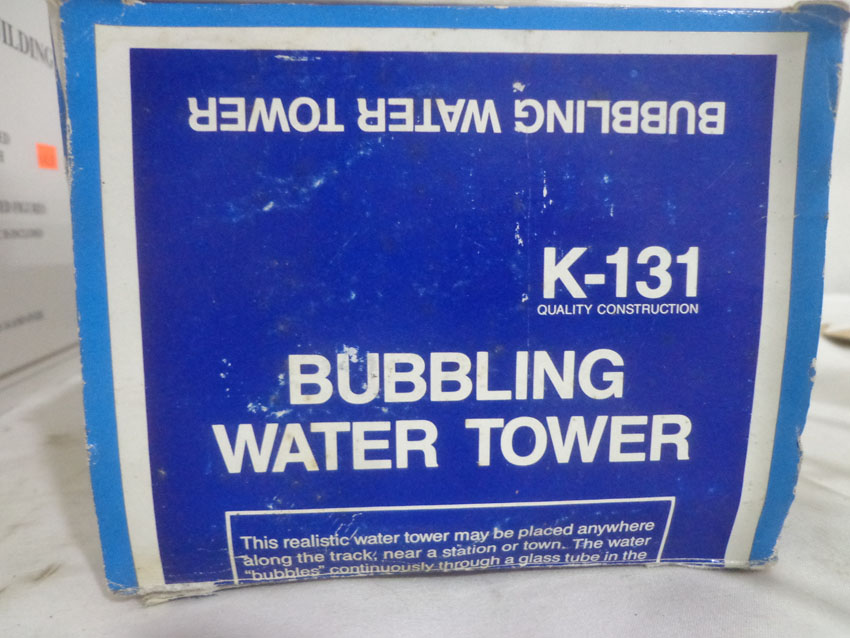 BUBBLING WATER TOWER
K-131
QUALITY CONSTRUCTION
BUBBLING
WATER TOWER
This realistic water tower may be placed anywhere
along the track, near a station or town. The water
"bubbles" continuously through a glass tube in the